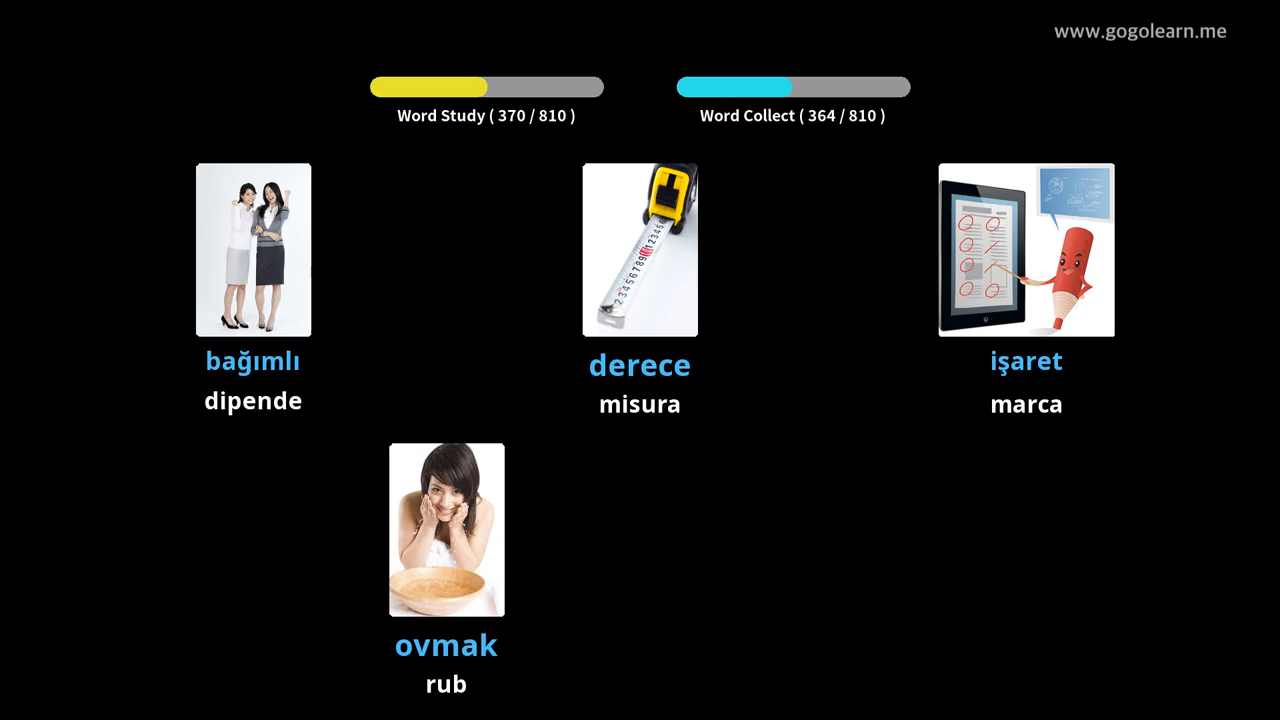 www.gogolearn.me
Word Study ( 370 / 810 )
Word Collect ( 364 / 810 )
bağımlı
dipende
derece
misura
işaret
marca
ovmak
rub